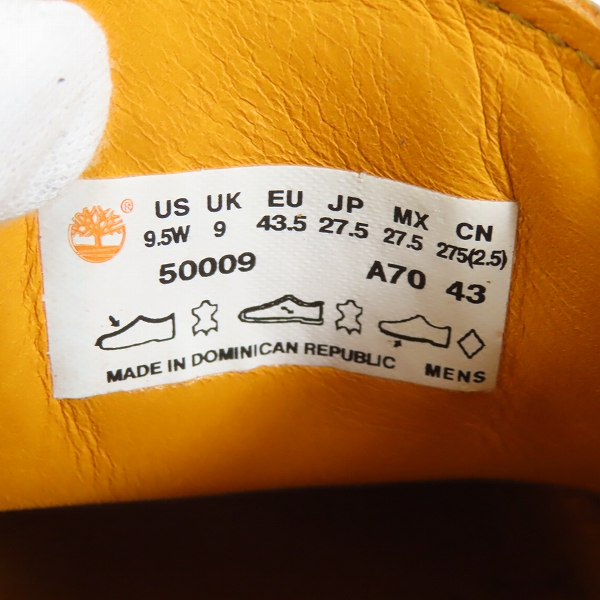 US UK EU JP MX CN
9.5W 9 43.5 27.5 27.5 275(2.5)
50009 A70 43
MADE IN DOMINICAN REPUBLIC MENS